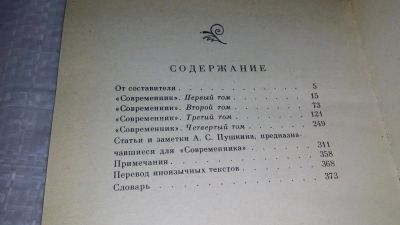 СОДЕРЖАНИЕ
От составителя . . . . . . . . . 5
«Современник». Первый том . . . . . . 15
«Современник». Второй том . . . . . . 73
«Современник». Третий том . . . . . . 121
«Современник». Четвертый том . . . . . 249
Статьи и заметки А. С. Пушкина, предназна-
чавшиеся для «Современника» . . . . . 311
Примечания . . . . . . . . . . 358
Перевод иноязычных текстов . . . . . . 368
Словарь . . . . . . . . . . . 373